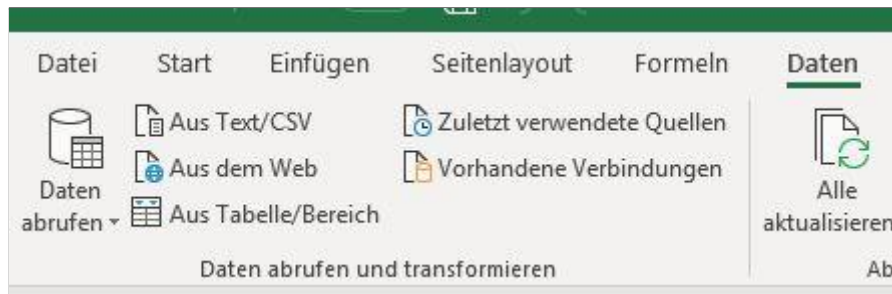 Datei Start Einfügen Seitenlayout Formeln Daten
Daten abrufen
Aus Text/CSV
Aus dem Web
Aus Tabelle/Bereich
Zuletzt verwendete Quellen
Vorhandene Verbindungen
Daten abrufen und transformieren
Alle
aktualisieren
Ab